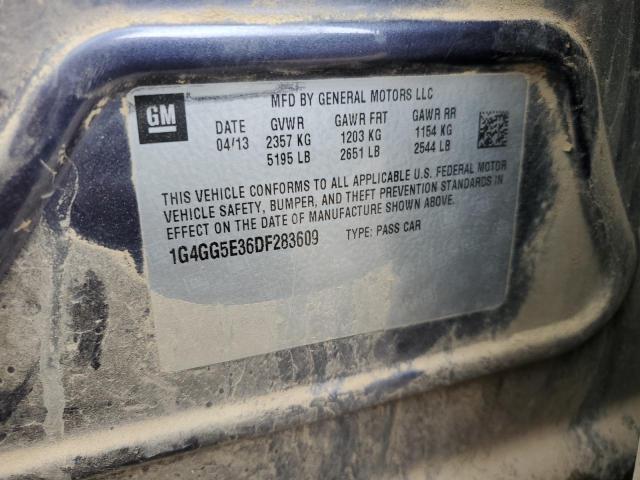 MFD BY GENERAL MOTORS LLC
GM
DATE GVWR GAWR FRT GAWR RR
04/13 2357 KG 1203 KG 1154 KG
5195 LB 2651 LB 2544 LB
THIS VEHICLE CONFORMS TO ALL APPLICABLE U.S. FEDERAL MOTOR
VEHICLE SAFETY, BUMPER, AND THEFT PREVENTION STANDARDS IN
EFFECT ON THE DATE OF MANUFACTURE SHOWN ABOVE.
1G4GG5E36DF283609 TYPE: PASS CAR